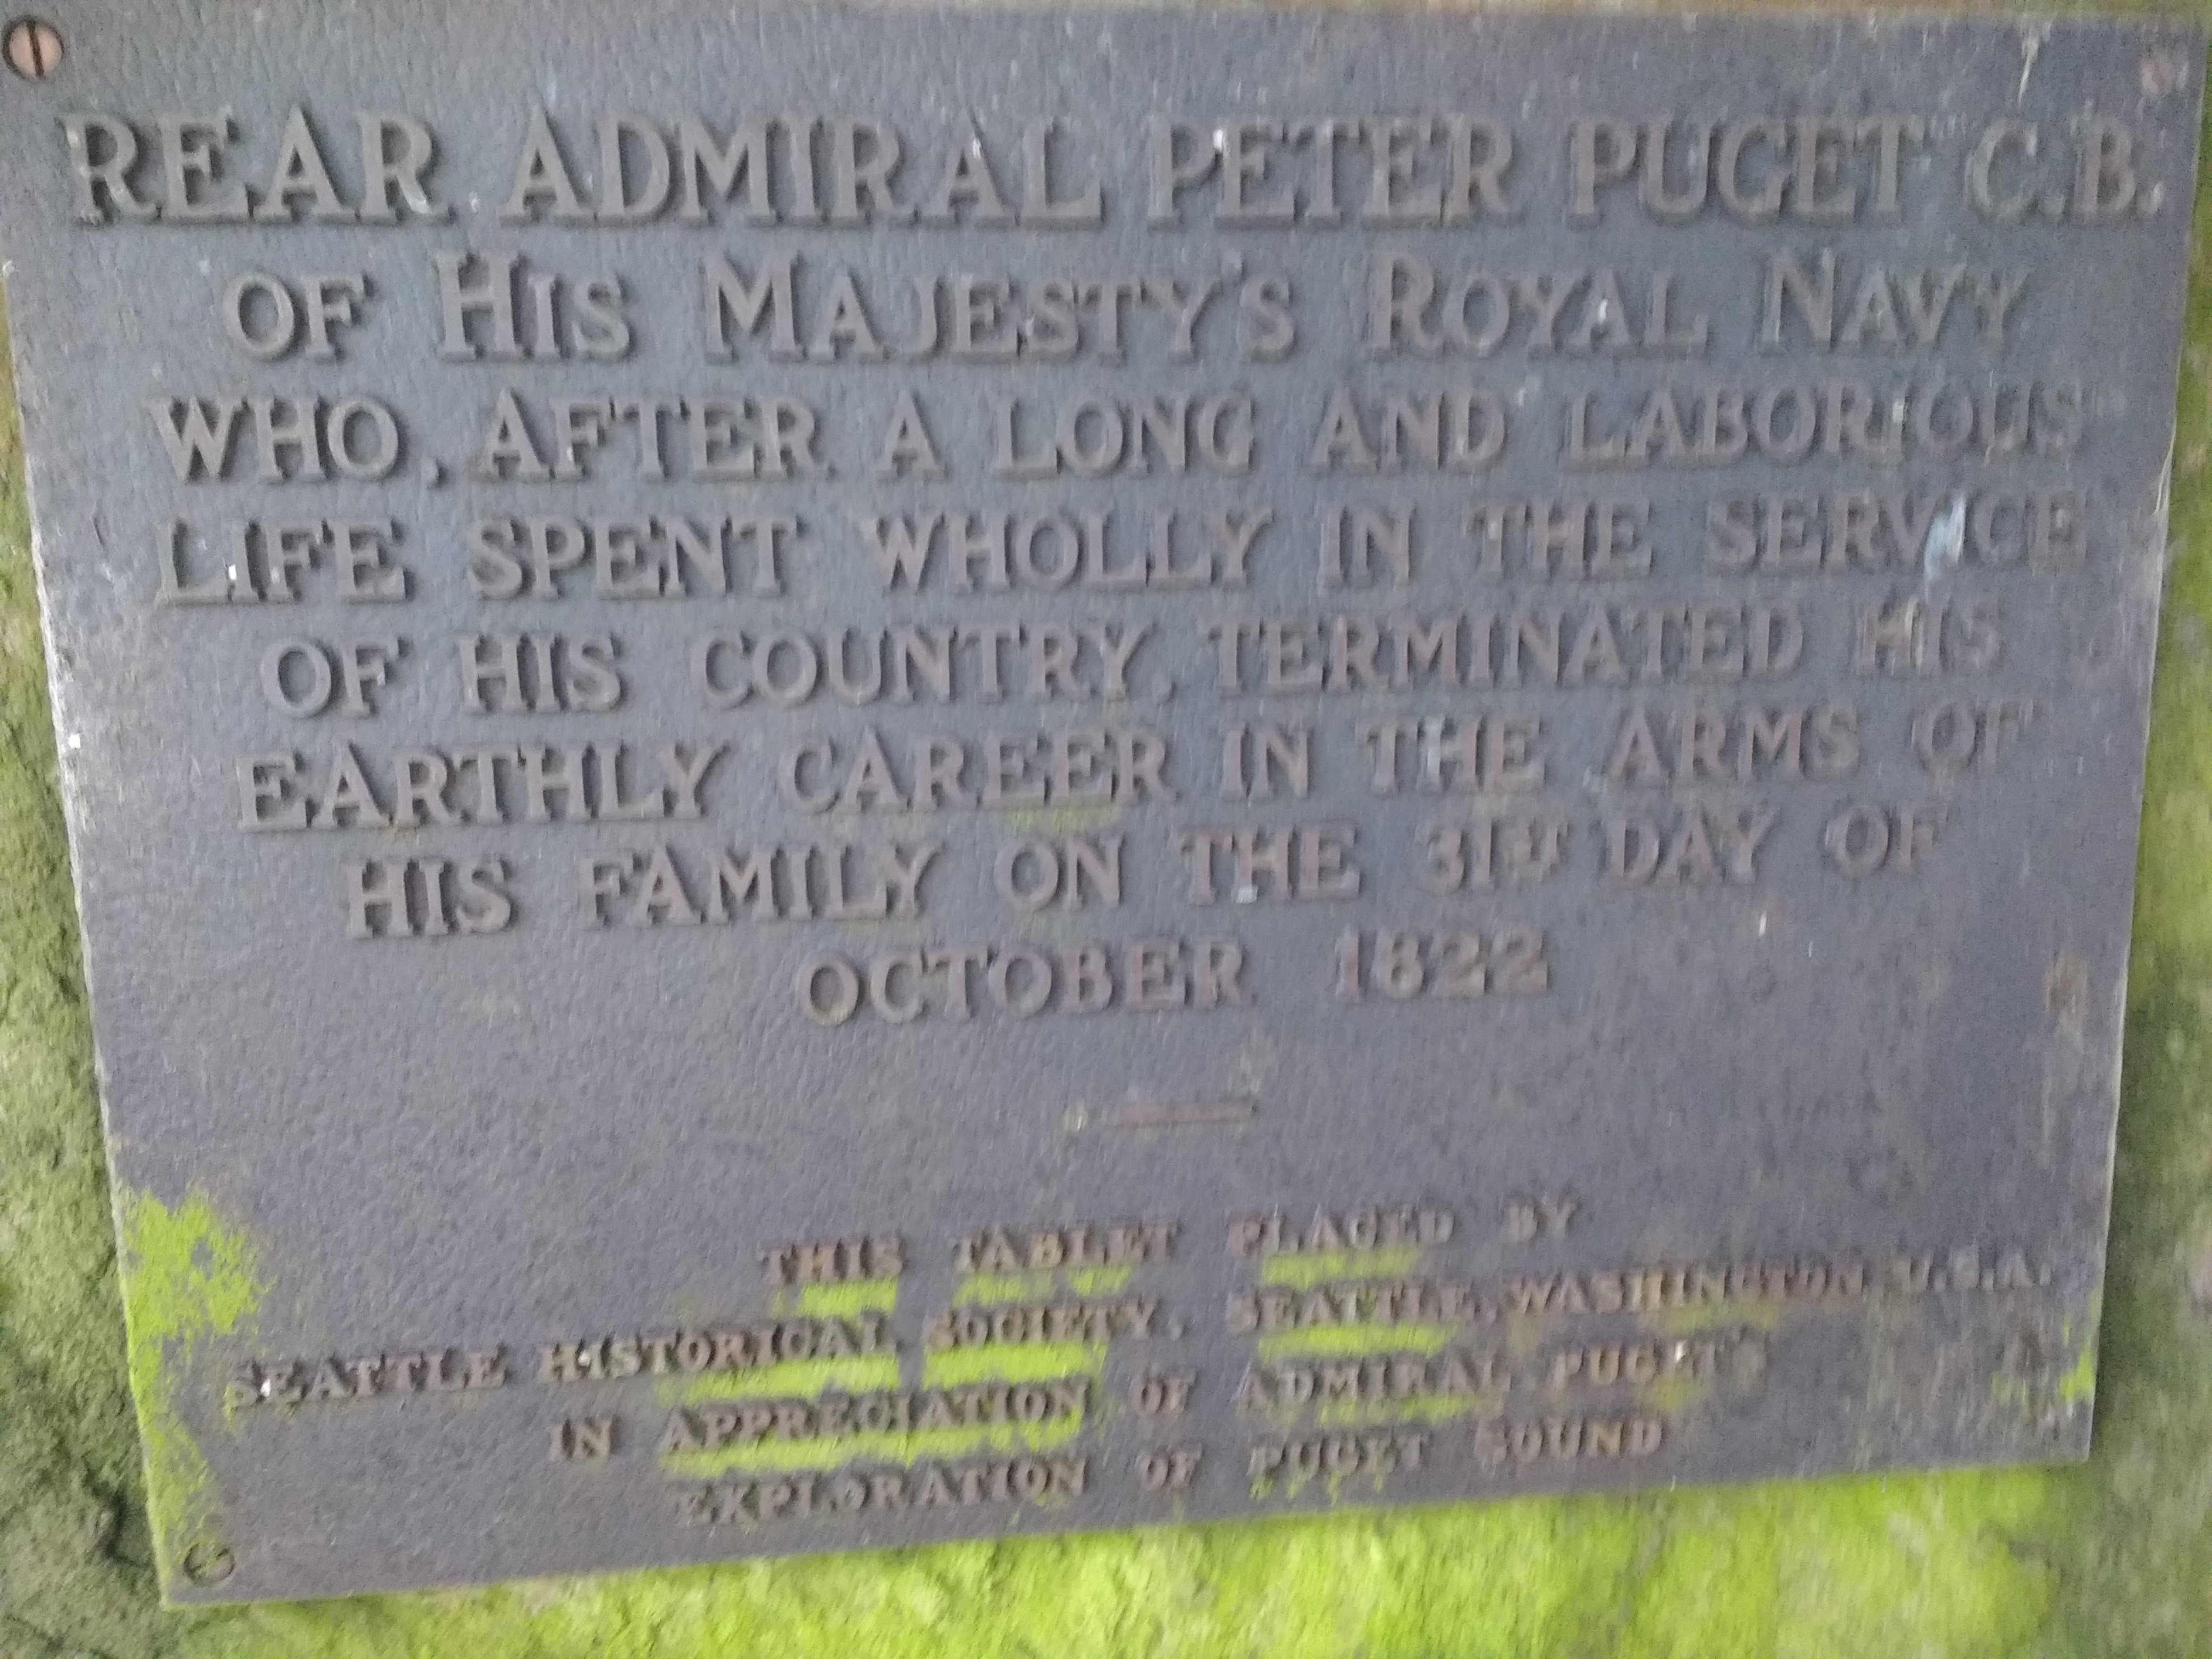 REAR ADMIRAL PETER PUGET C.B.
OF HIS MAJESTY'S ROYAL NAVY
WHO, AFTER A LONG AND LABORIOUS
LIFE SPENT WHOLLY IN THE SERVICE
OF HIS COUNTRY, TERMINATED HIS
EARTHLY CAREER IN THE ARMS OF
HIS FAMILY ON THE 31ST DAY OF
OCTOBER 1822
THIS TABLET PLACED BY
SEATTLE HISTORICAL SOCIETY, SEATTLE, WASHINGTON U.S.A.
IN APPRECIATION OF ADMIRAL PUGET'S
EXPLORATION OF PUGET SOUND